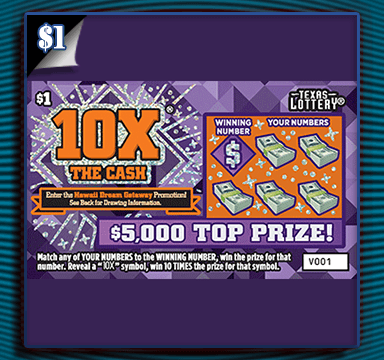 $1
$1
TEXAS
LOTTERY®
10X®
THE CASH
WINNING
NUMBER
YOUR NUMBERS
$
Enter the Hawaii Dream Getaway Promotion!
See Back for Drawing Information.
$5,000 TOP PRIZE!
Match any of YOUR NUMBERS to the WINNING NUMBER, win the prize for that
number. Reveal a "10X" symbol, win 10 TIMES the prize for that symbol.
V001